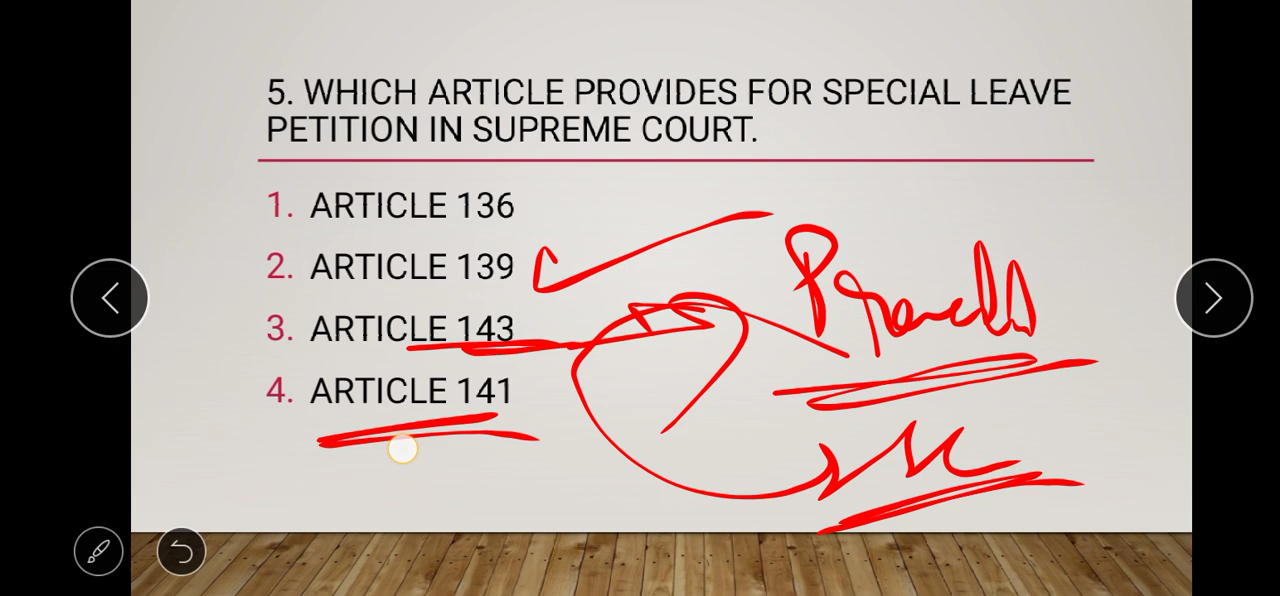 5. WHICH ARTICLE PROVIDES FOR SPECIAL LEAVE
PETITION IN SUPREME COURT.
1. ARTICLE 136
2. ARTICLE 139
3. ARTICLE 143
4. ARTICLE 141